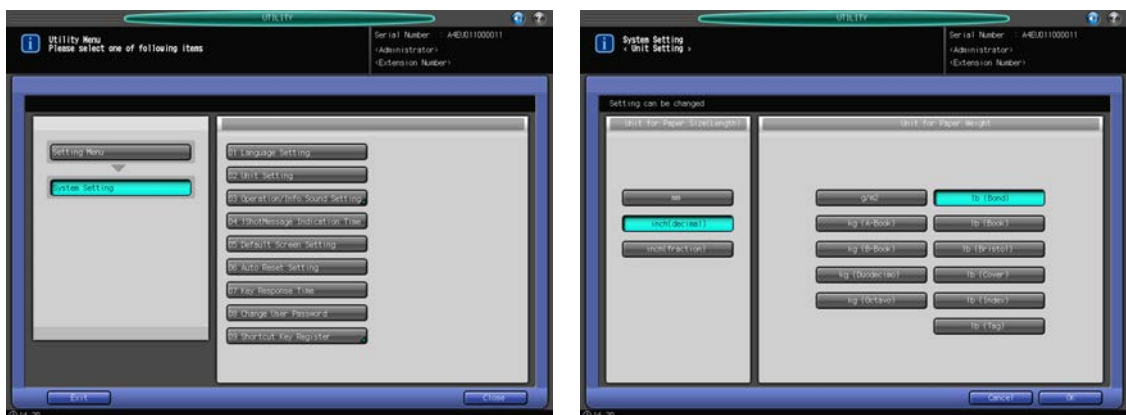 UTILITY
Utility Menu
Please select one of following items
Serial Number : A4EU011000011
<Administrator>
<Extension Number>
Setting Menu
System Setting
01 Language Setting
02 Unit Setting
03 Operation/Info.Sound Setting
04 1ShotMessage Indication Time
05 Default Screen Setting
06 Auto Reset Setting
07 Key Response Time
08 Change User Password
09 Shortcut Key Register
Exit
Close
UTILITY
System Setting
< Unit Setting >
Serial Number : A4EU011000011
<Administrator>
<Extension Number>
Setting can be changed
Unit for Paper Size(Length)
Unit for Paper Weight
mm
inch(decimal)
inch(fraction)
g/m2
lb (Bond)
kg (A-Book)
lb (Book)
kg (B-Book)
lb (Bristol)
kg (Duodecimo)
lb (Cover)
kg (Octavo)
lb (Index)
lb (Tag)
Cancel
OK